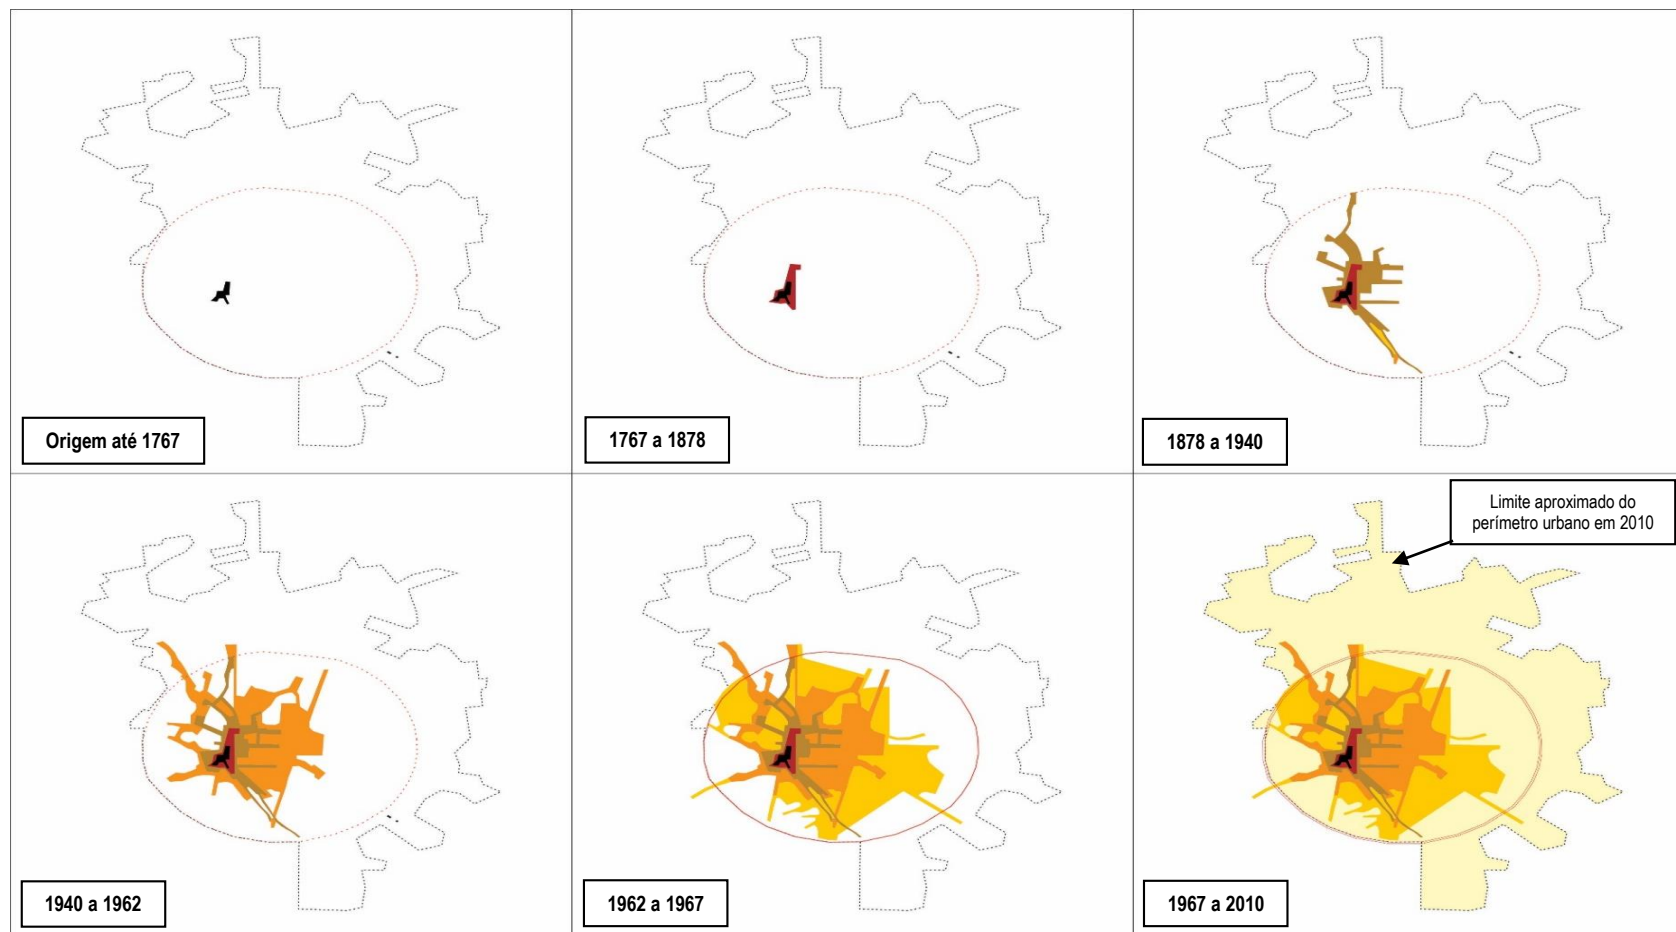 Origem até 1767
1767 a 1878
1878 a 1940
Limite aproximado do
perímetro urbano em 2010
1940 a 1962
1962 a 1967
1967 a 2010